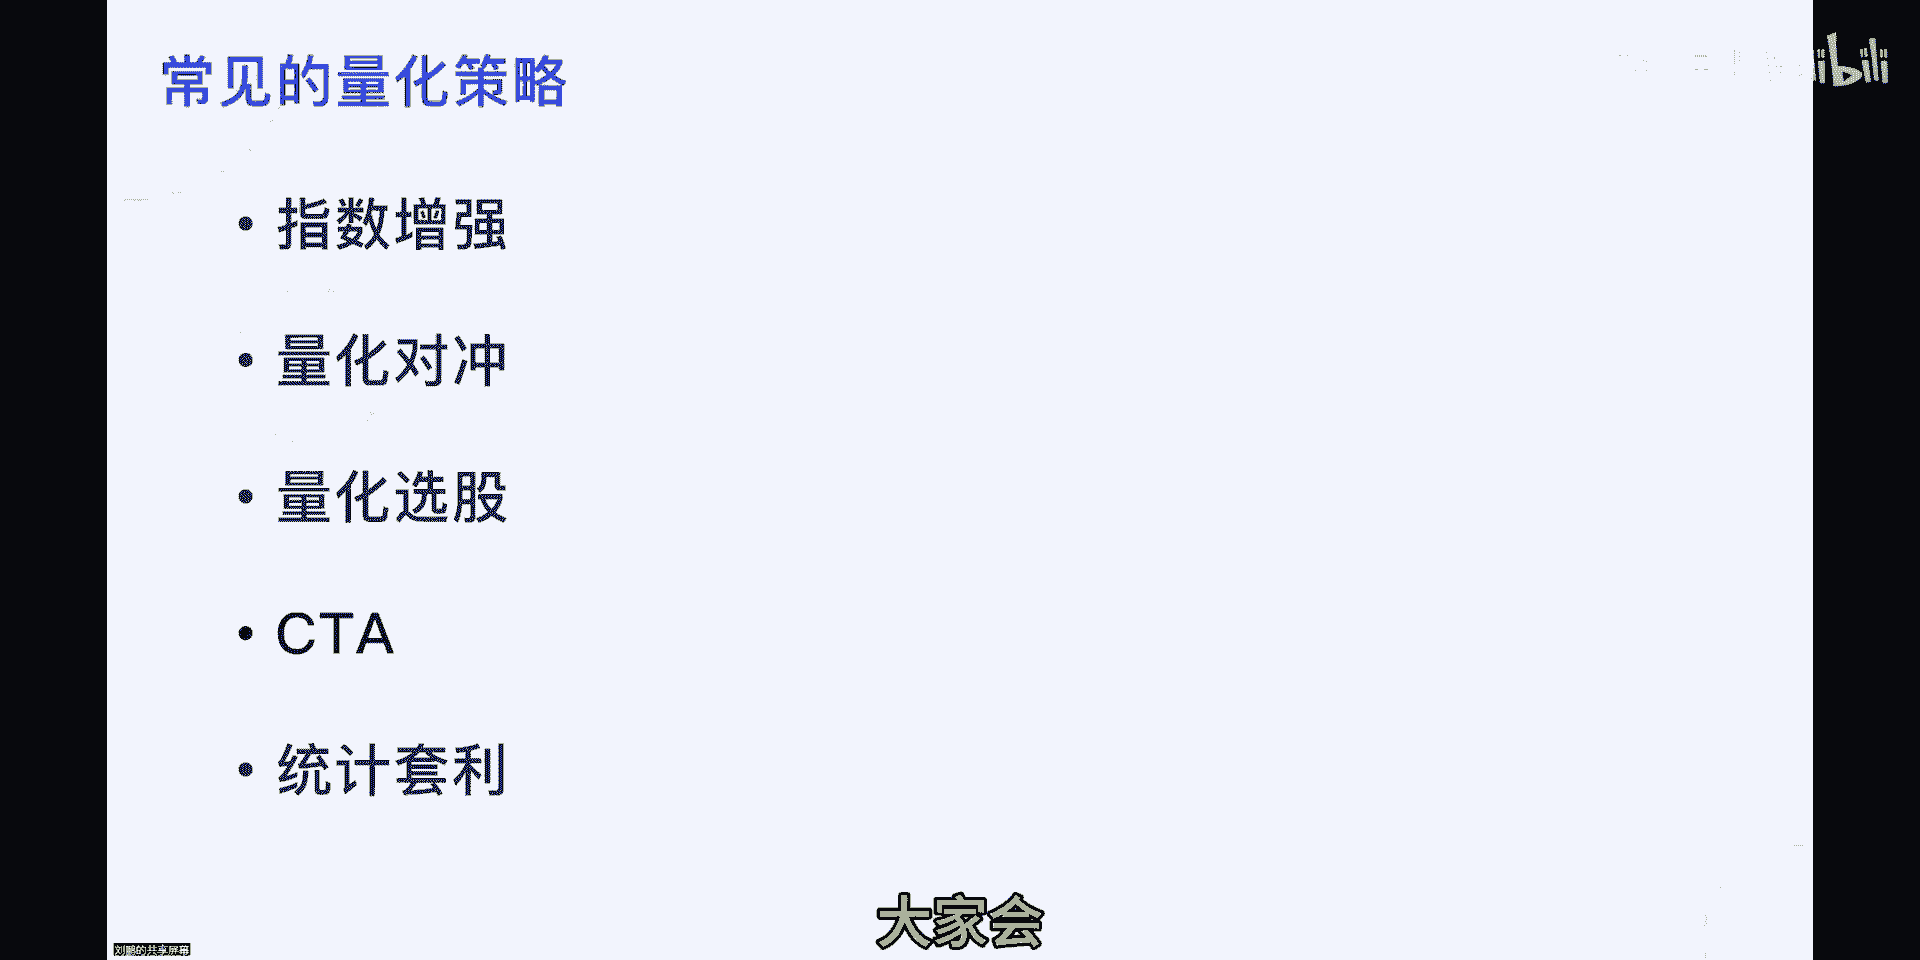 常见的量化策略
• 指数增强
• 量化对冲
• 量化选股
• CTA
• 统计套利
大家会
刘鹏的共享屏幕